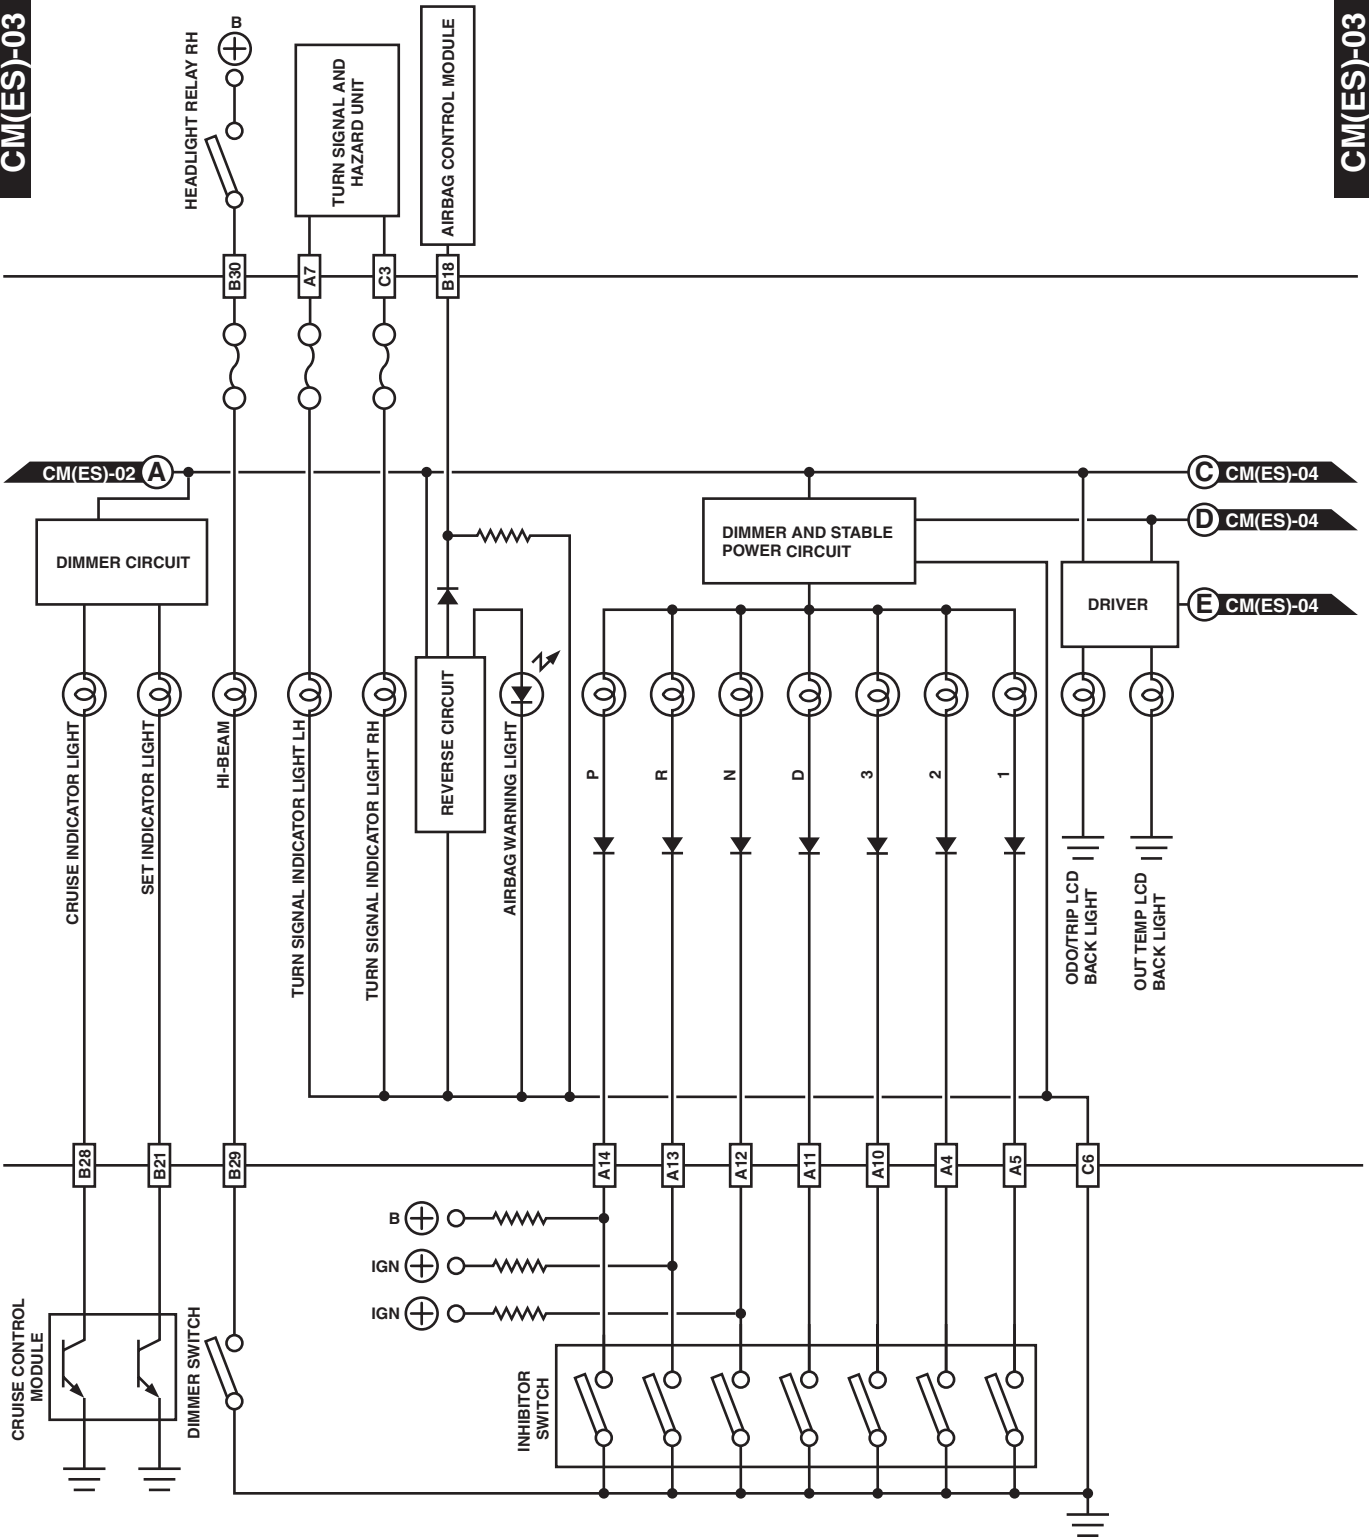 CM(ES)-03
CM(ES)-03
B
HEADLIGHT RELAY RH
TURN SIGNAL AND
HAZARD UNIT
AIRBAG CONTROL MODULE
B30
A7
C3
B18
CM(ES)-02
A
C
CM(ES)-04
D
CM(ES)-04
E
CM(ES)-04
DIMMER CIRCUIT
DIMMER AND STABLE
POWER CIRCUIT
DRIVER
CRUISE INDICATOR LIGHT
SET INDICATOR LIGHT
HI-BEAM
TURN SIGNAL INDICATOR LIGHT LH
TURN SIGNAL INDICATOR LIGHT RH
REVERSE CIRCUIT
AIRBAG WARNING LIGHT
P
R
N
D
3
2
1
ODO/TRIP LCD
BACK LIGHT
OUT TEMP LCD
BACK LIGHT
B28
B21
B29
A14
A13
A12
A11
A10
A4
A5
C6
B
IGN
IGN
CRUISE CONTROL
MODULE
DIMMER SWITCH
INHIBITOR
SWITCH